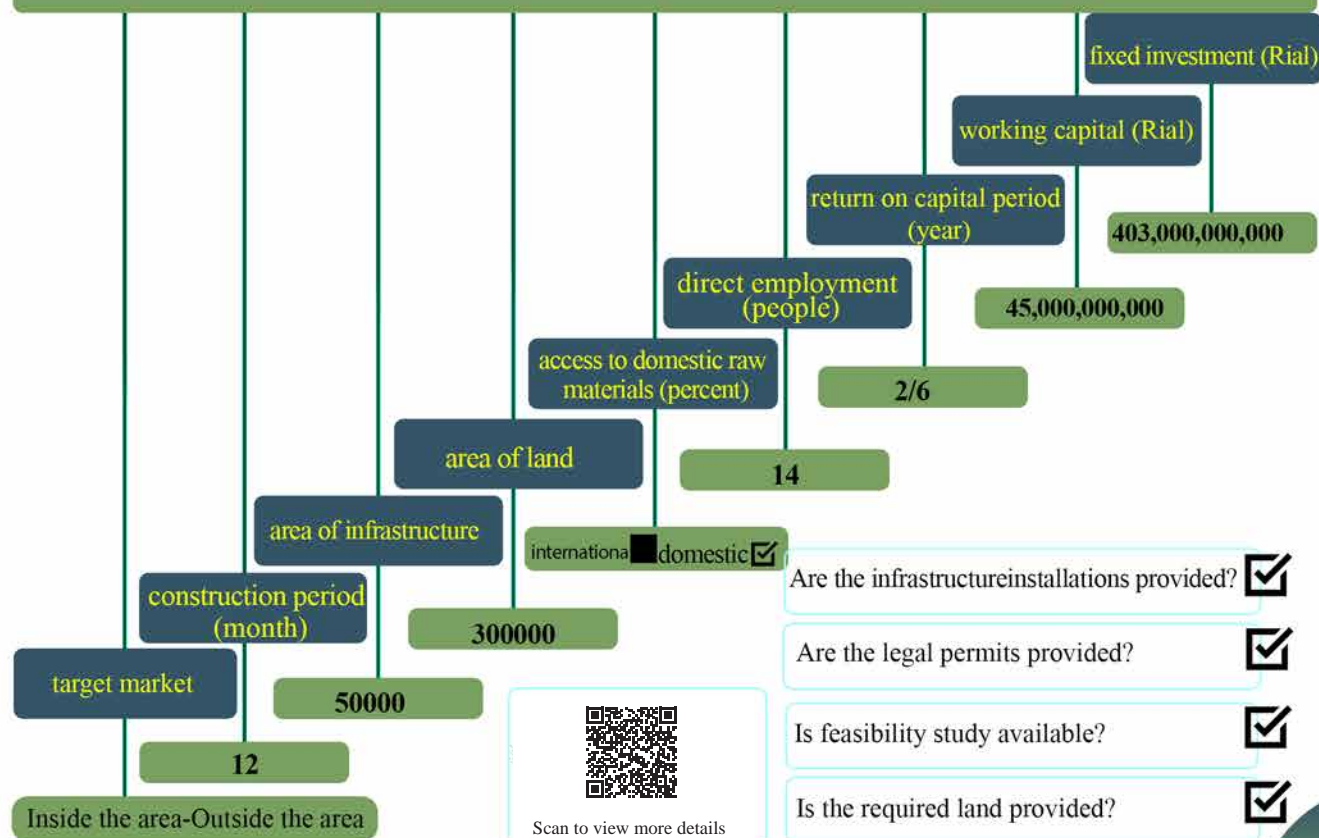 fixed investment (Rial)
403,000,000,000
working capital (Rial)
45,000,000,000
return on capital period
(year)
2/6
direct employment
(people)
14
access to domestic raw
materials (percent)
internationa domestic
area of land
300000
area of infrastructure
50000
construction period
(month)
12
target market
Inside the area-Outside the area
Are the infrastructureinstallations provided?
Are the legal permits provided?
Is feasibility study available?
Is the required land provided?
Scan to view more details